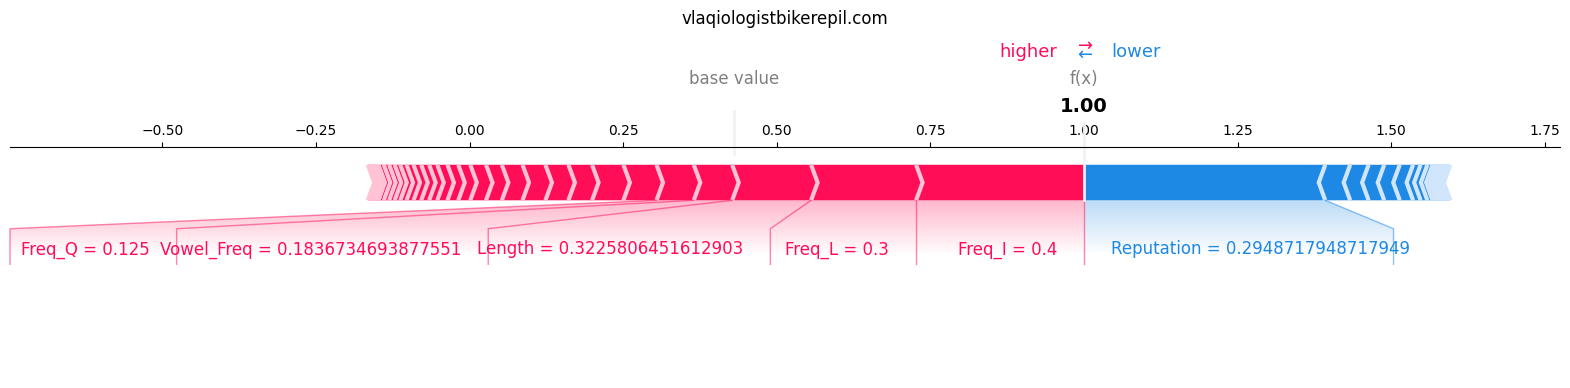 vlaqiologistbikerepil.com
higher ⇄ lower
base value f(x)
1.00
−0.50 −0.25 0.00 0.25 0.50 0.75 1.00 1.25 1.50 1.75
Freq_Q = 0.125 Vowel_Freq = 0.1836734693877551 Length = 0.3225806451612903 Freq_L = 0.3 Freq_I = 0.4 Reputation = 0.2948717948717949